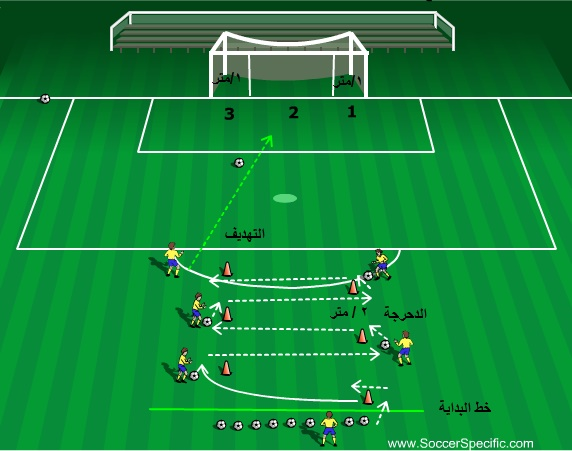 ١/متر
١/متر
3 2 1
التهديف
الدحرجة
٢ / متر
خط البداية
www.SoccerSpecific.com